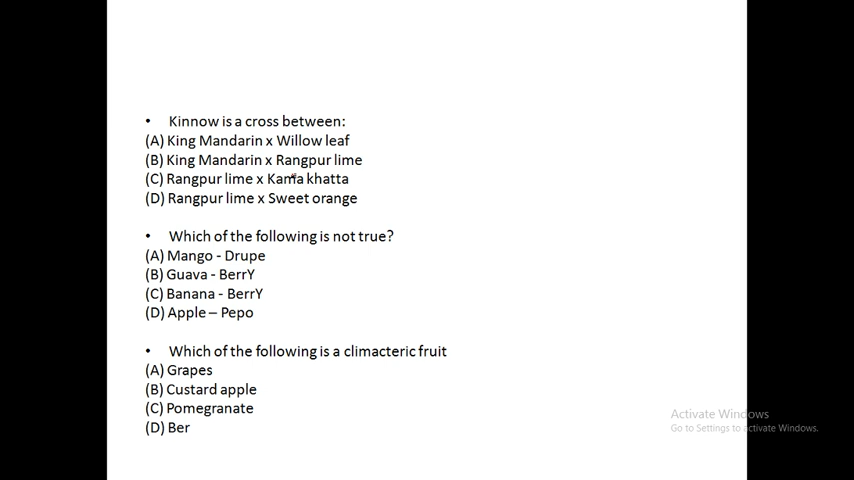 • Kinnow is a cross between:
(A) King Mandarin x Willow leaf
(B) King Mandarin x Rangpur lime
(C) Rangpur lime x Karna khatta
(D) Rangpur lime x Sweet orange
• Which of the following is not true?
(A) Mango - Drupe
(B) Guava - BerrY
(C) Banana - BerrY
(D) Apple – Pepo
• Which of the following is a climacteric fruit
(A) Grapes
(B) Custard apple
(C) Pomegranate
(D) Ber
Activate Windows
Go to Settings to activate Windows.